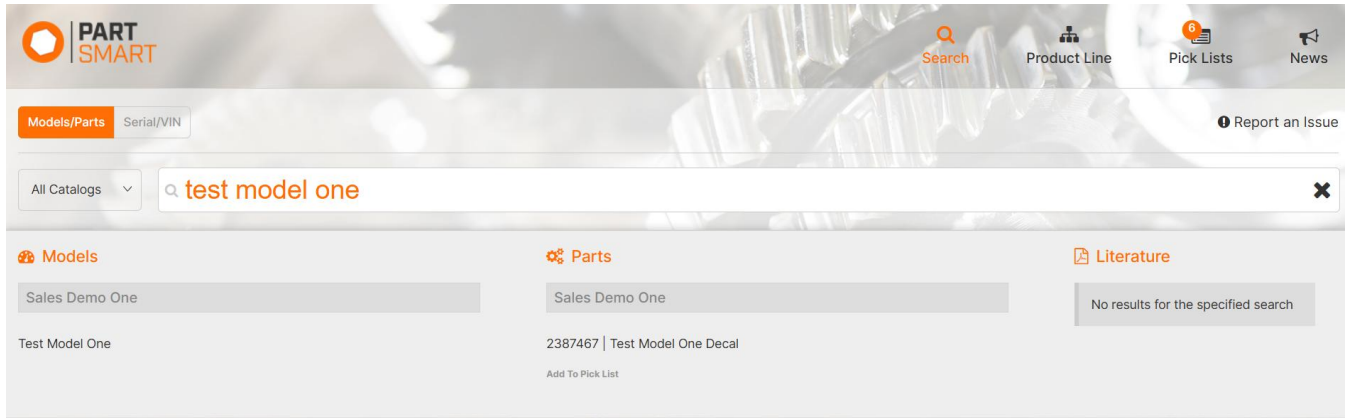 PART
SMART
Search
Product Line
6
Pick Lists
News
Models/Parts
Serial/VIN
Report an Issue
All Catalogs
test model one
Models
Parts
Literature
Sales Demo One
Sales Demo One
No results for the specified search
Test Model One
2387467 | Test Model One Decal
Add To Pick List